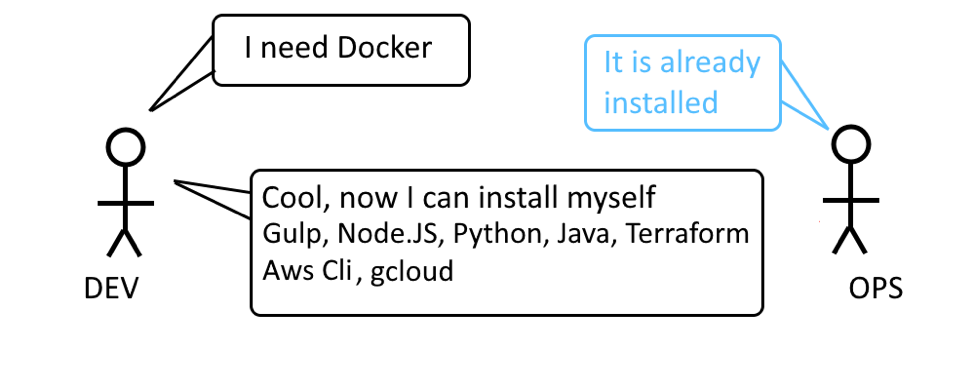 I need Docker
It is already
installed
Cool, now I can install myself
Gulp, Node.JS, Python, Java, Terraform
Aws Cli, gcloud
DEV
OPS